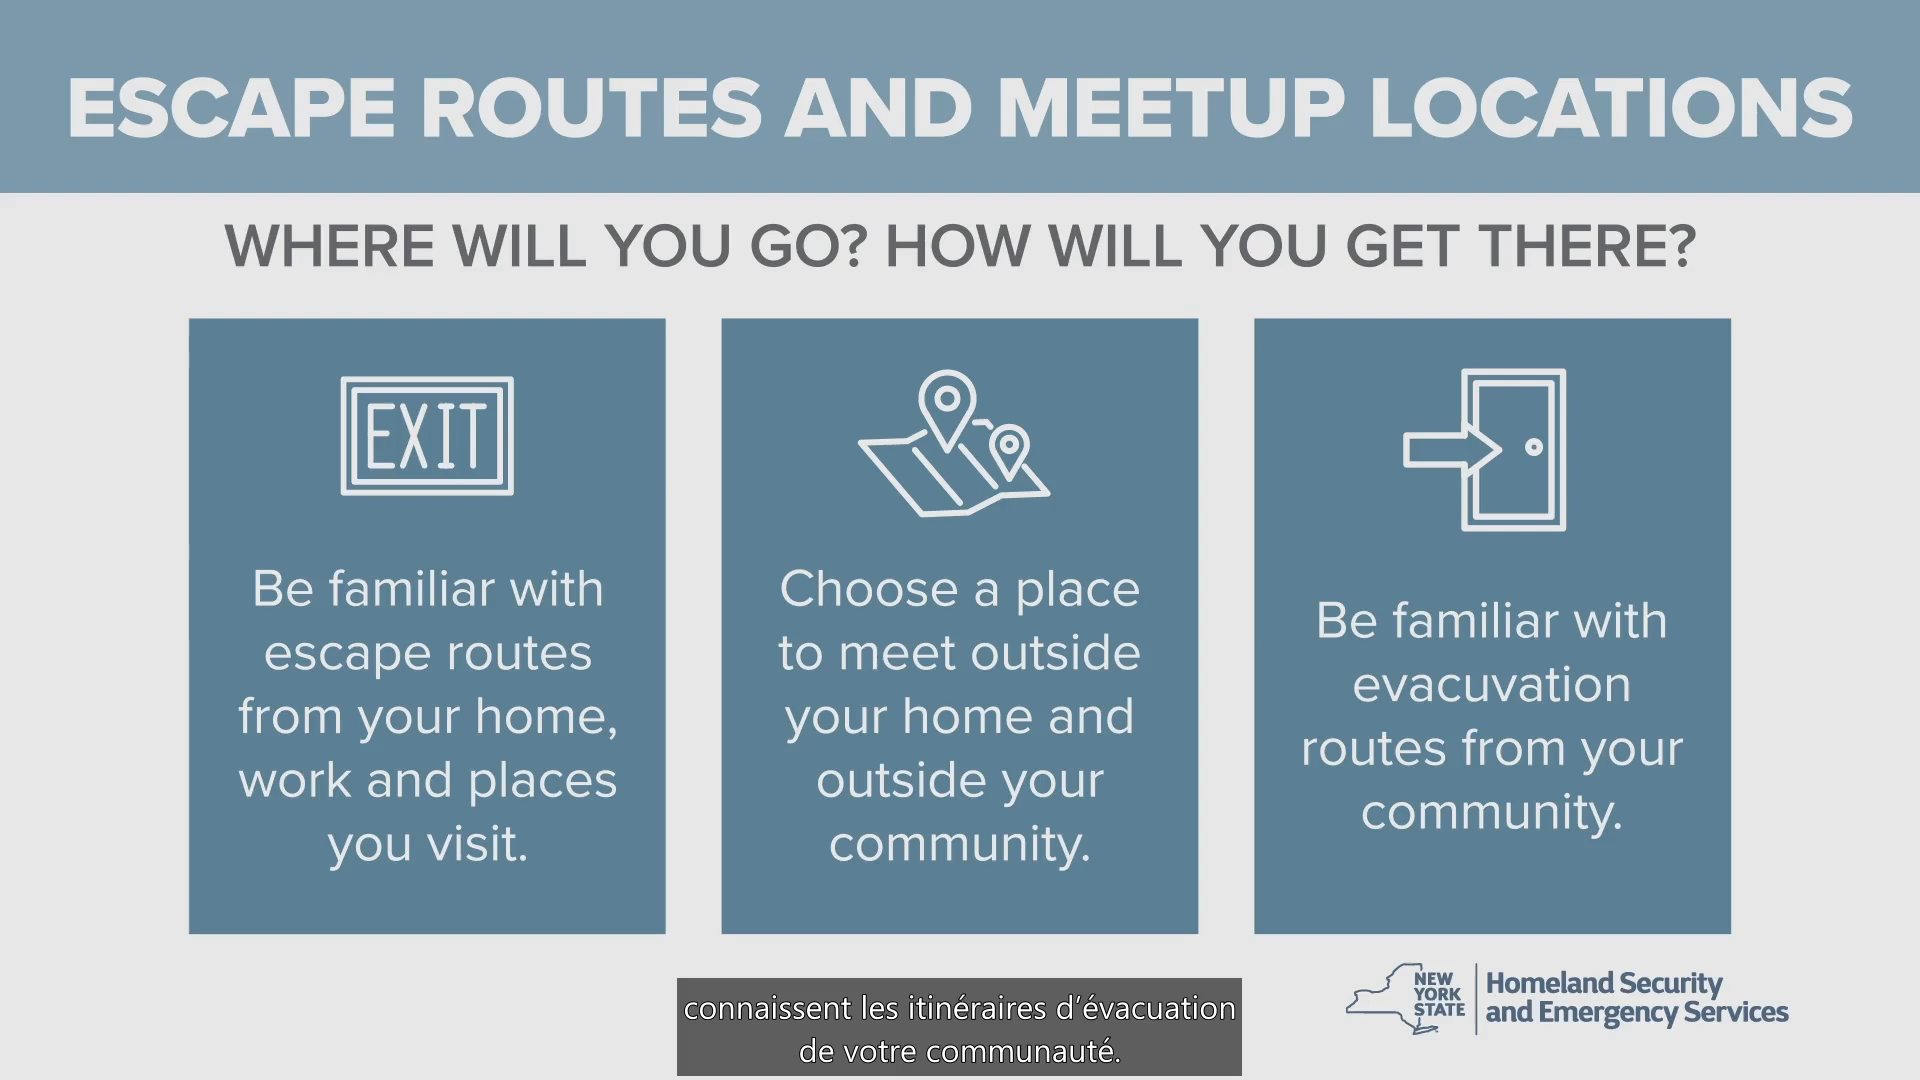 ESCAPE ROUTES AND MEETUP LOCATIONS
WHERE WILL YOU GO? HOW WILL YOU GET THERE?
EXIT
Be familiar with
escape routes
from your home,
work and places
you visit.
Choose a place
to meet outside
your home and
outside your
community.
Be familiar with
evacuvation
routes from your
community.
NEW
YORK
STATE
Homeland Security
and Emergency Services
connaissent les itinéraires d'évacuation
de votre communauté.